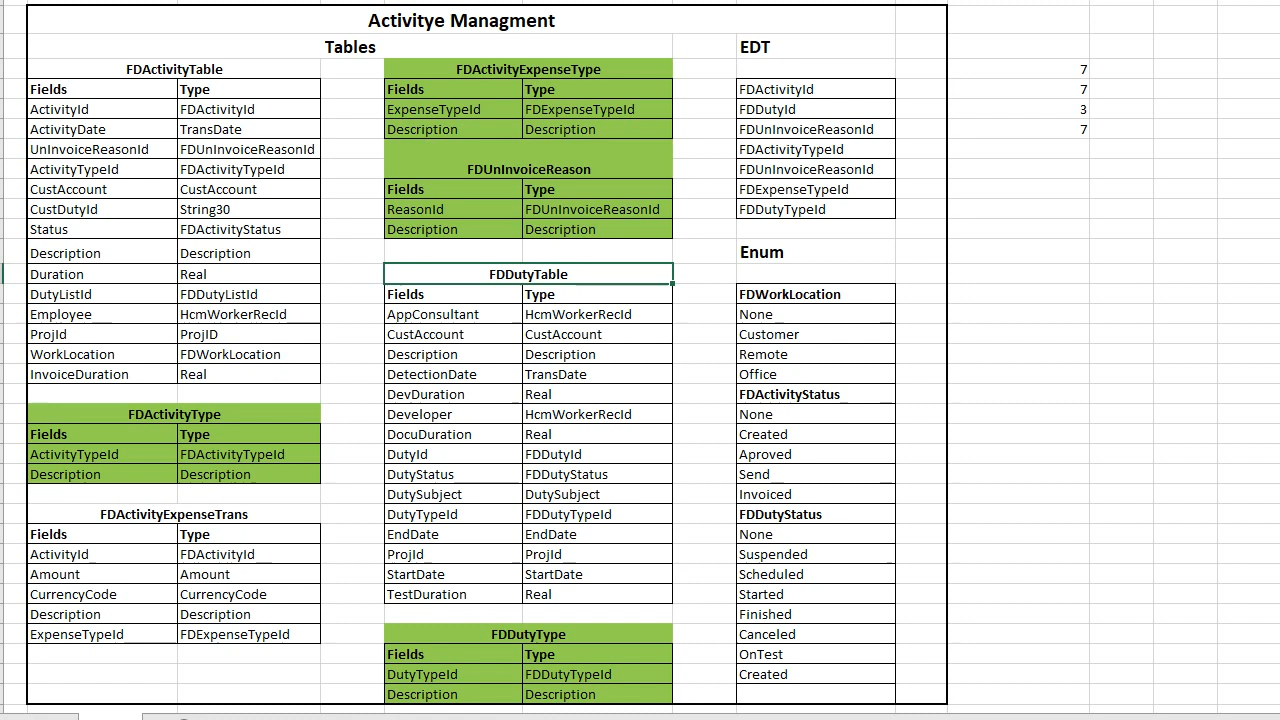 Activitye Managment
Tables
FDActivityTable
Fields Type
ActivityId FDActivityId
ActivityDate TransDate
UnInvoiceReasonId FDUnInvoiceReasonId
ActivityTypeId FDActivityTypeId
CustAccount CustAccount
CustDutyId String30
Status FDActivityStatus
Description Description
Duration Real
DutyListId FDDutyListId
Employee HcmWorkerRecId
ProjId ProjID
WorkLocation FDWorkLocation
InvoiceDuration Real
FDActivityType
Fields Type
ActivityTypeId FDActivityTypeId
Description Description
FDActivityExpenseTrans
Fields Type
ActivityId FDActivityId
Amount Amount
CurrencyCode CurrencyCode
Description Description
ExpenseTypeId FDExpenseTypeId
FDActivityExpenseType
Fields Type
ExpenseTypeId FDExpenseTypeId
Description Description
FDUnInvoiceReason
Fields Type
ReasonId FDUnInvoiceReasonId
Description Description
FDDutyTable
Fields Type
AppConsultant HcmWorkerRecId
CustAccount CustAccount
Description Description
DetectionDate TransDate
DevDuration Real
Developer HcmWorkerRecId
DocuDuration Real
DutyId FDDutyId
DutyStatus FDDutyStatus
DutySubject DutySubject
DutyTypeId FDDutyTypeId
EndDate EndDate
ProjId ProjId
StartDate StartDate
TestDuration Real
FDDutyType
Fields Type
DutyTypeId FDDutyTypeId
Description Description
EDT
FDActivityId
FDDutyId
FDUnInvoiceReasonId
FDActivityTypeId
FDUnInvoiceReasonId
FDExpenseTypeId
FDDutyTypeId
Enum
FDWorkLocation
None
Customer
Remote
Office
FDActivityStatus
None
Created
Aproved
Send
Invoiced
FDDutyStatus
None
Suspended
Scheduled
Started
Finished
Canceled
OnTest
Created
7
7
3
7